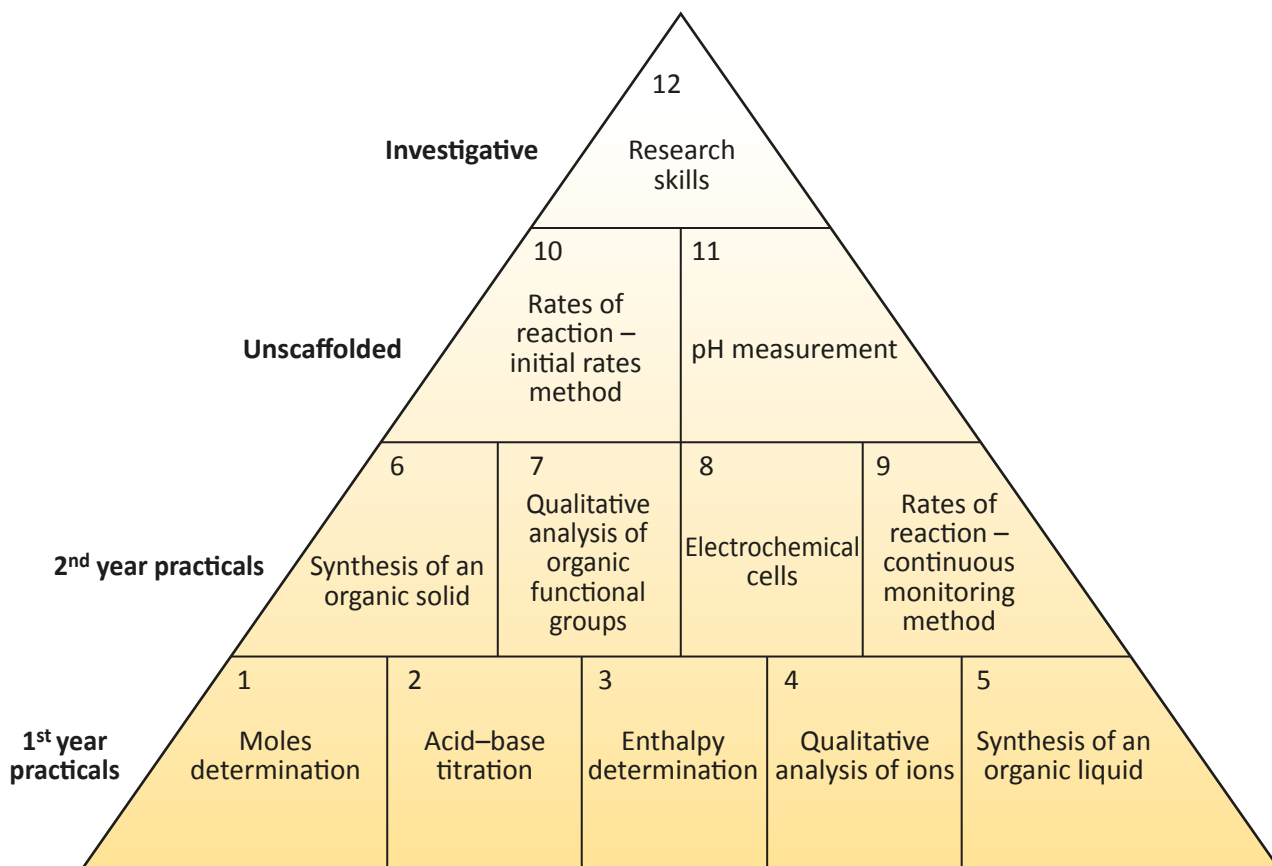 12
Investigative
Research
skills
10
11
Unscaffolded
Rates of
reaction –
initial rates
method
pH measurement
6
7
8
9
2nd year practicals
Synthesis of an
organic solid
Qualitative
analysis of
organic
functional
groups
Electrochemical
cells
Rates of
reaction –
continuous
monitoring
method
1
2
3
4
5
1st year
practicals
Moles
determination
Acid–base
titration
Enthalpy
determination
Qualitative
analysis of ions
Synthesis of an
organic liquid